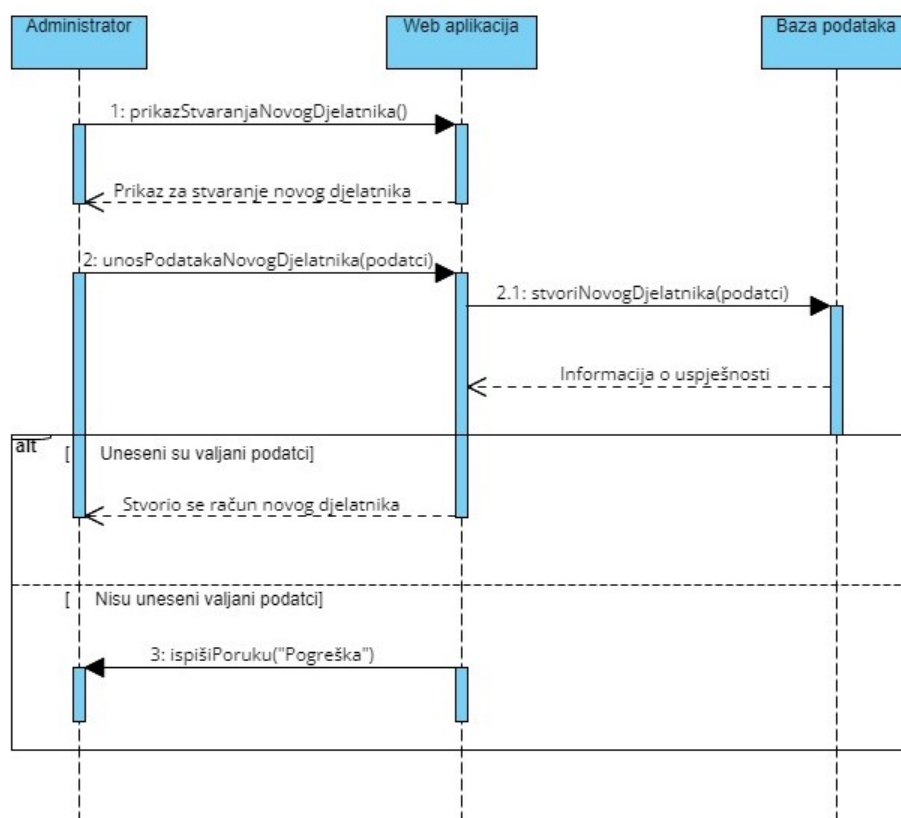 Administrator
Web aplikacija
Baza podataka
1: prikazStvaranjaNovogDjelatnika()
Prikaz za stvaranje novog djelatnika
2: unosPodatakaNovogDjelatnika(podatci)
2.1: stvoriNovogDjelatnika(podatci)
Informacija o uspješnosti
alt
[ Uneseni su valjani podatci]
Stvorio se račun novog djelatnika
[ Nisu uneseni valjani podatci]
3: ispišiPoruku("Pogreška")